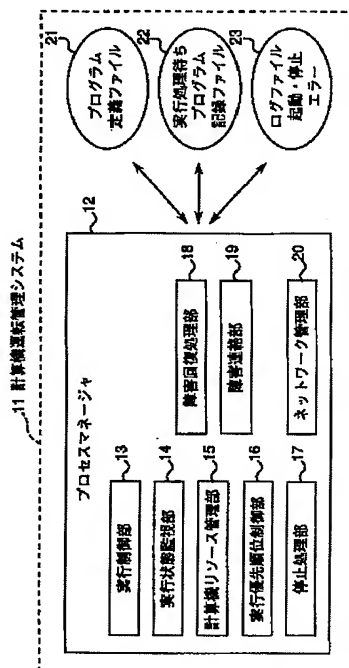 11 計算機運転管理システム
12
プロセスマネージャ
実行制御部
13
実行状態監視部
14
計算機リソース管理部
15
実行優先順位制御部
16
停止処理部
17
障害回復処理部
18
障害連絡部
19
ネットワーク管理部
20
プログラム
定義ファイル
21
実行処理待ち
プログラム
記録ファイル
22
ログファイル
起動・停止
エラー
23